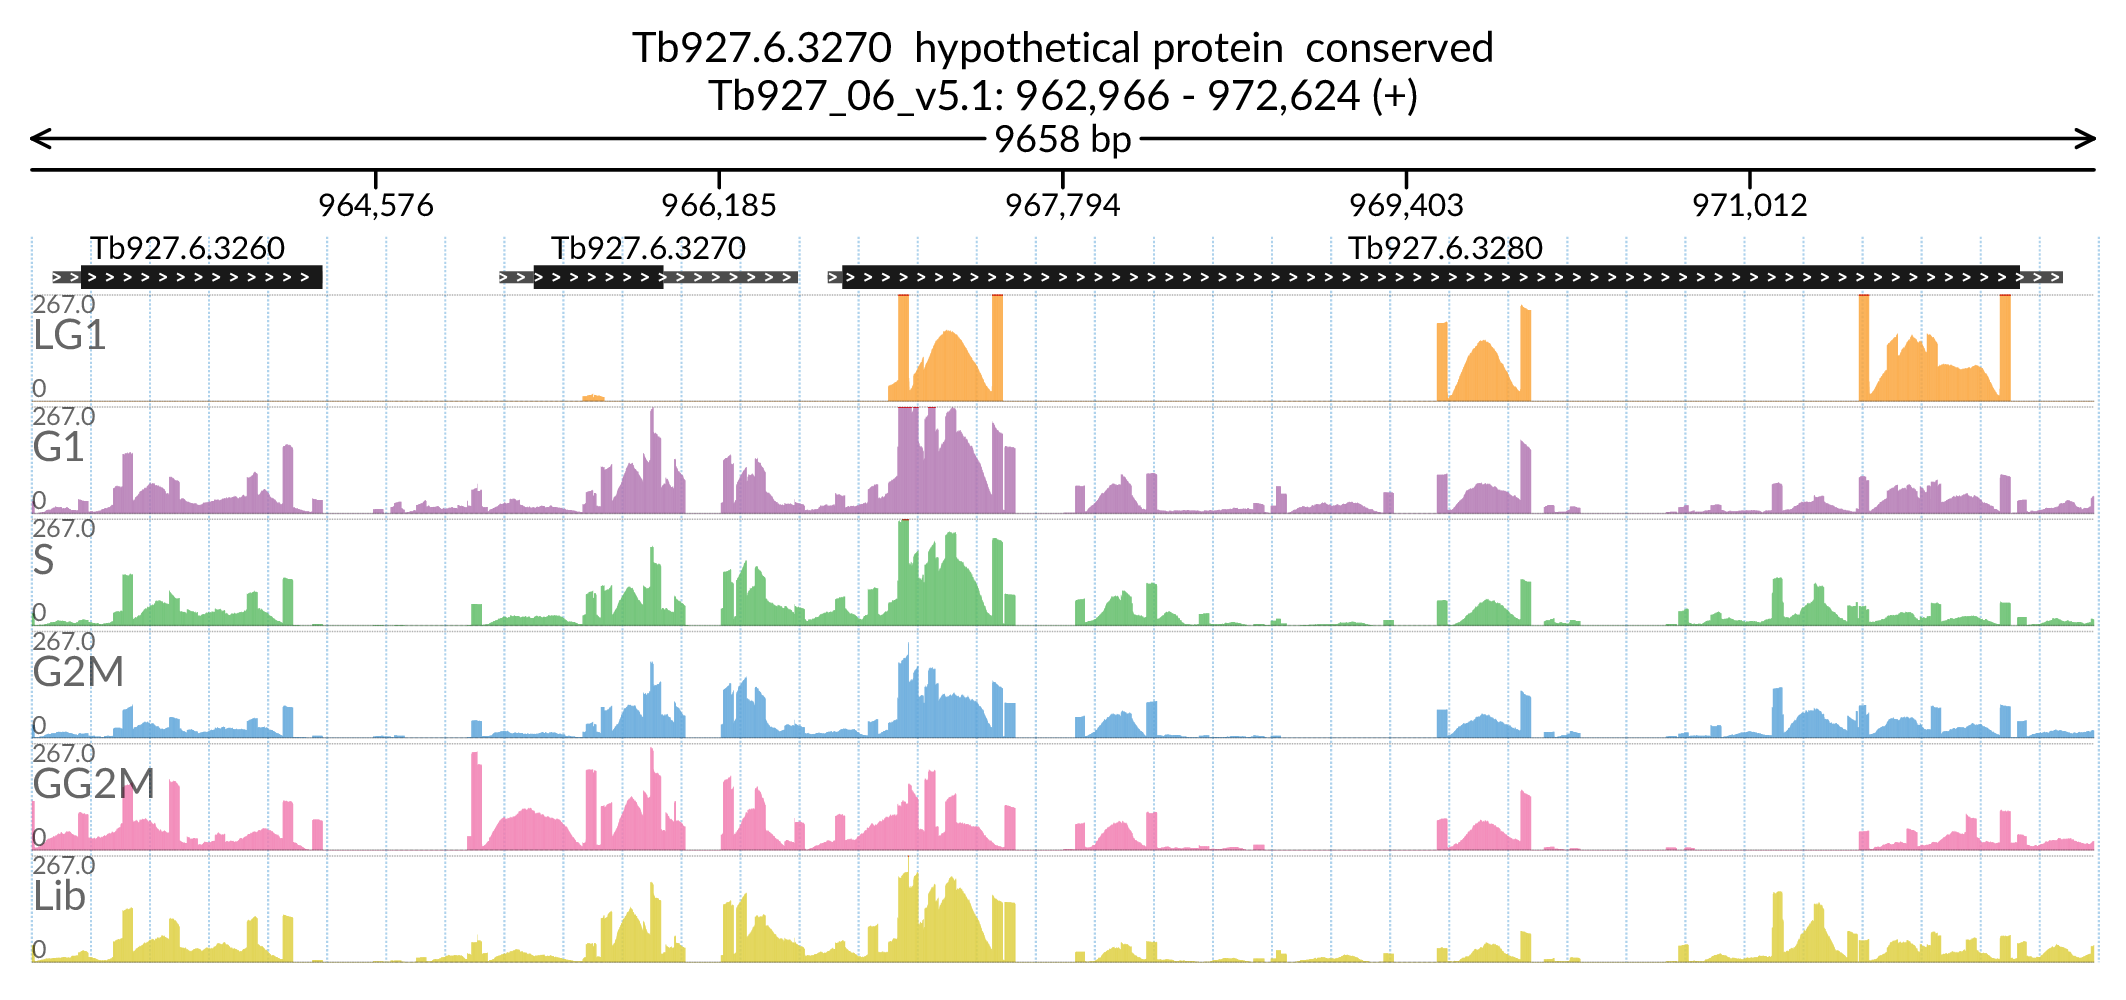 Tb927.6.3270 hypothetical protein conserved
Tb927_06_v5.1: 962,966 - 972,624 (+)
9658 bp
964,576 966,185 967,794 969,403 971,012
Tb927.6.3260 Tb927.6.3270 Tb927.6.3280
267.0
LG1
0
267.0
G1
0
267.0
S
0
267.0
G2M
0
267.0
GG2M
0
267.0
Lib
0